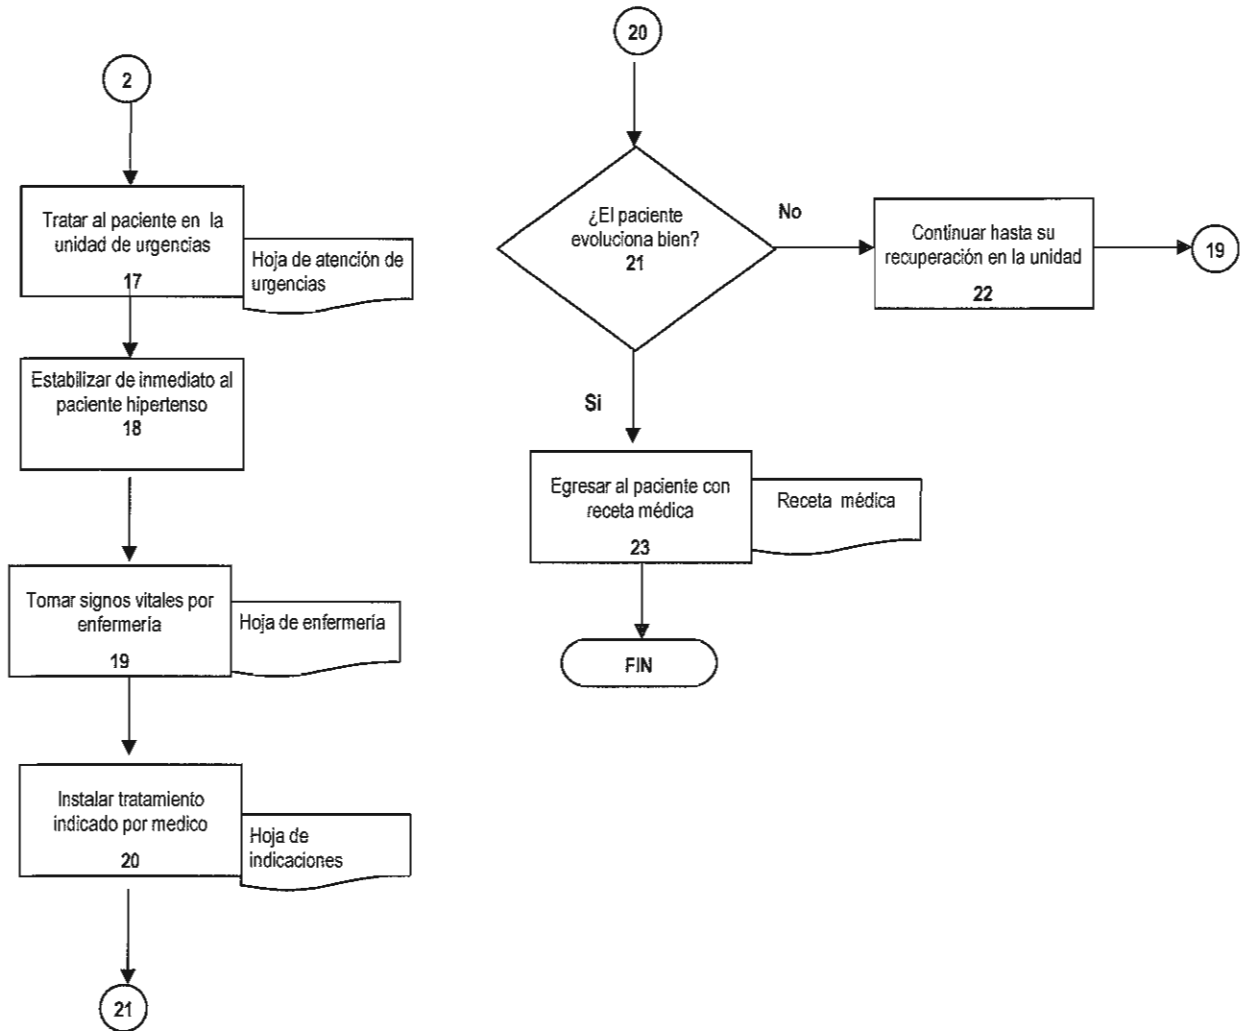 2
Tratar al paciente en la
unidad de urgencias
17
Hoja de atención de
urgencias
Estabilizar de inmediato al
paciente hipertenso
18
Tomar signos vitales por
enfermería
19
Hoja de enfermería
Instalar tratamiento
indicado por medico
20
Hoja de
indicaciones
21
20
¿El paciente
evoluciona bien?
21
No
Continuar hasta su
recuperación en la unidad
22
19
Si
Egresar al paciente con
receta médica
23
Receta médica
FIN